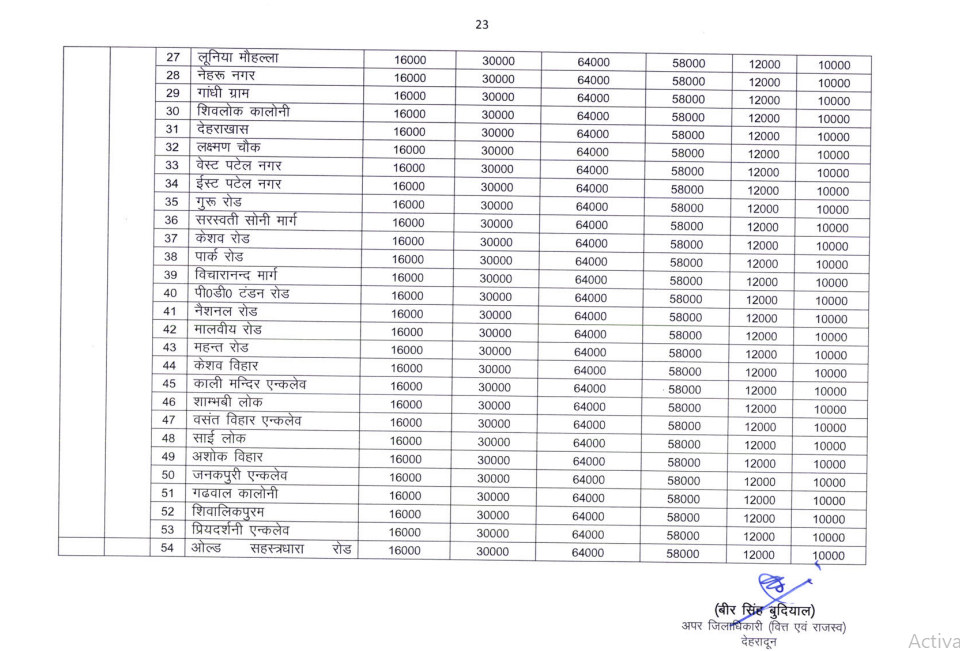 23
27 लूनिया मौहल्ला 16000 30000 64000 58000 12000 10000
28 नेहरू नगर 16000 30000 64000 58000 12000 10000
29 गांधी ग्राम 16000 30000 64000 58000 12000 10000
30 शिवलोक कालोनी 16000 30000 64000 58000 12000 10000
31 देहराखास 16000 30000 64000 58000 12000 10000
32 लक्ष्मण चौक 16000 30000 64000 58000 12000 10000
33 वेस्ट पटेल नगर 16000 30000 64000 58000 12000 10000
34 ईस्ट पटेल नगर 16000 30000 64000 58000 12000 10000
35 गुरू रोड 16000 30000 64000 58000 12000 10000
36 सरस्वती सोनी मार्ग 16000 30000 64000 58000 12000 10000
37 केशव रोड 16000 30000 64000 58000 12000 10000
38 पार्क रोड 16000 30000 64000 58000 12000 10000
39 विचारानन्द मार्ग 16000 30000 64000 58000 12000 10000
40 पी0डी0 टंडन रोड 16000 30000 64000 58000 12000 10000
41 नैशनल रोड 16000 30000 64000 58000 12000 10000
42 मालवीय रोड 16000 30000 64000 58000 12000 10000
43 महन्त रोड 16000 30000 64000 58000 12000 10000
44 केशव विहार 16000 30000 64000 58000 12000 10000
45 काली मन्दिर एन्कलेव 16000 30000 64000 58000 12000 10000
46 शाम्भबी लोक 16000 30000 64000 58000 12000 10000
47 वसंत विहार एन्कलेव 16000 30000 64000 58000 12000 10000
48 साई लोक 16000 30000 64000 58000 12000 10000
49 अशोक विहार 16000 30000 64000 58000 12000 10000
50 जनकपुरी एन्कलेव 16000 30000 64000 58000 12000 10000
51 गढवाल कालोनी 16000 30000 64000 58000 12000 10000
52 शिवालिकपुरम 16000 30000 64000 58000 12000 10000
53 प्रियदर्शनी एन्कलेव 16000 30000 64000 58000 12000 10000
54 ओल्ड सहस्त्रधारा रोड 16000 30000 64000 58000 12000 10000
(बीर सिंह बुदियाल)
अपर जिलाधिकारी (वित्त एवं राजस्व)
देहरादून
Activa